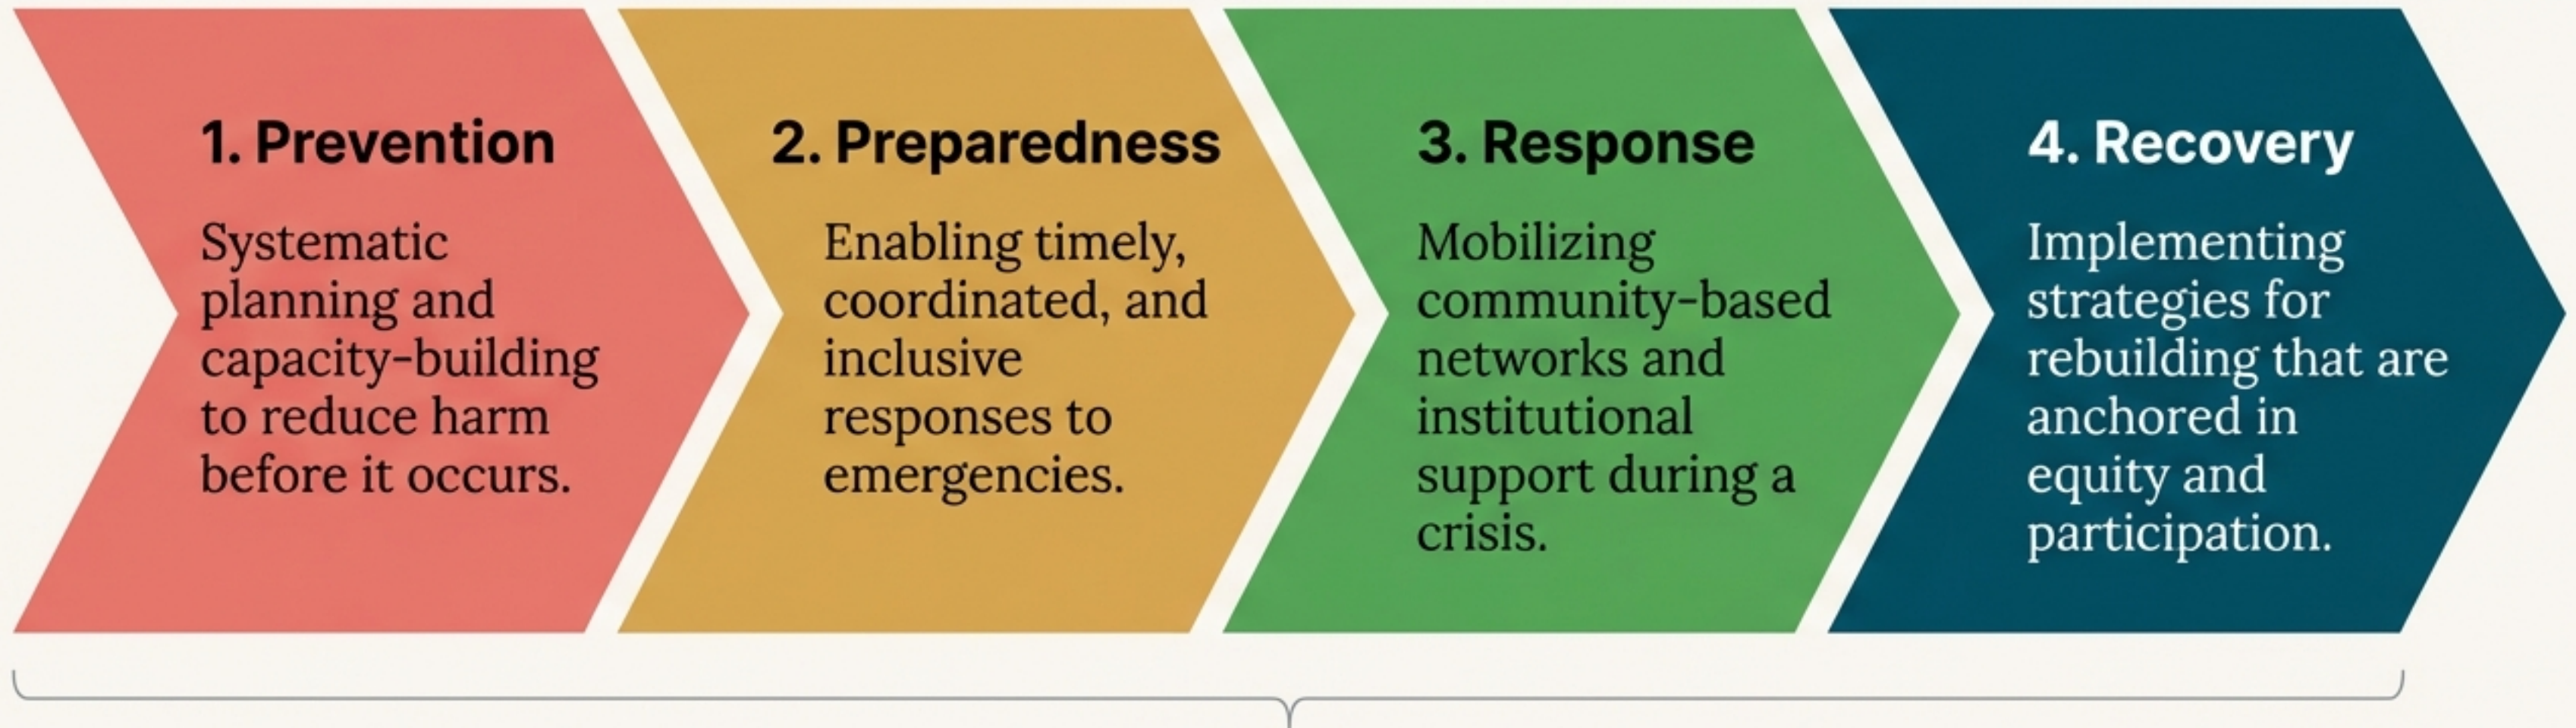 1. Prevention
Systematic
planning and
capacity-building
to reduce harm
before it occurs.
2. Preparedness
Enabling timely,
coordinated, and
inclusive
responses to
emergencies.
3. Response
Mobilizing
community-based
networks and
institutional
support during a
crisis.
4. Recovery
Implementing
strategies for
rebuilding that are
anchored in
equity and
participation.